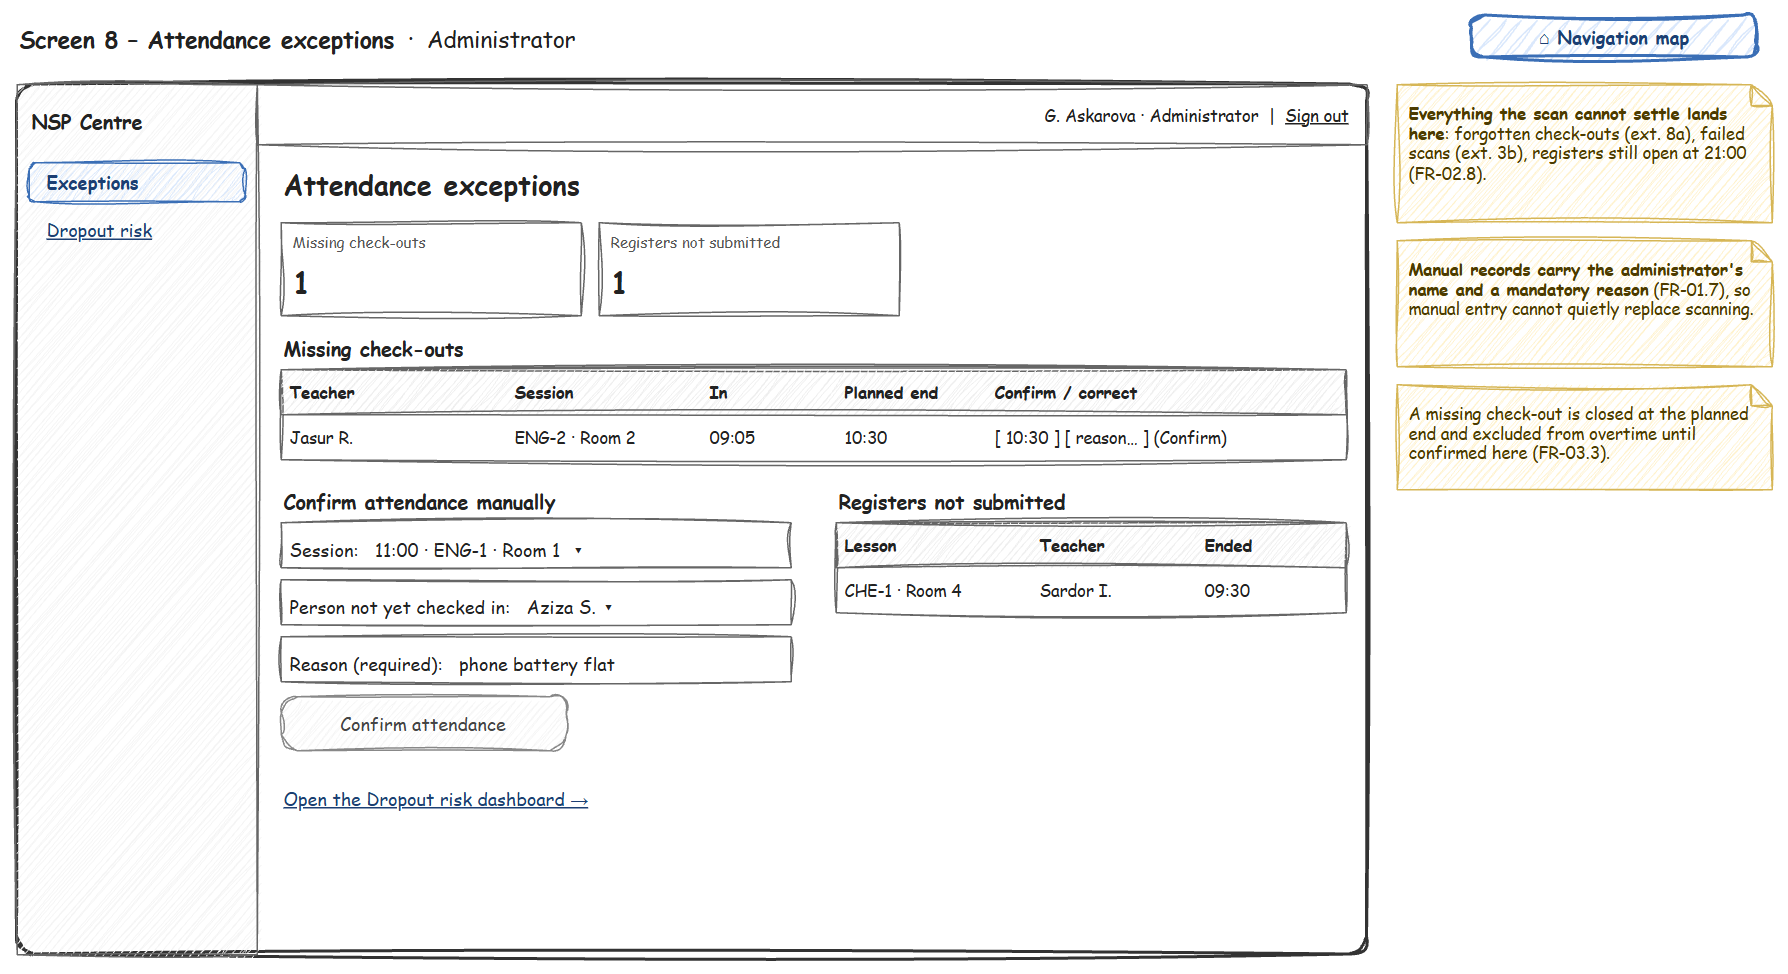 Screen 8 – Attendance exceptions · Administrator
⌂ Navigation map
NSP Centre
Exceptions
Dropout risk
G. Askarova · Administrator | Sign out
Attendance exceptions
Missing check-outs
1
Registers not submitted
1
Missing check-outs
Teacher Session In Planned end Confirm / correct
Jasur R. ENG-2 · Room 2 09:05 10:30 [ 10:30 ] [ reason... ] (Confirm)
Confirm attendance manually
Session: 11:00 · ENG-1 · Room 1 ▾
Person not yet checked in: Aziza S. ▾
Reason (required): phone battery flat
Confirm attendance
Open the Dropout risk dashboard →
Registers not submitted
Lesson Teacher Ended
CHE-1 · Room 4 Sardor I. 09:30
Everything the scan cannot settle lands
here: forgotten check-outs (ext. 8a), failed
scans (ext. 3b), registers still open at 21:00
(FR-02.8).
Manual records carry the administrator's
name and a mandatory reason (FR-01.7), so
manual entry cannot quietly replace scanning.
A missing check-out is closed at the planned
end and excluded from overtime until
confirmed here (FR-03.3).